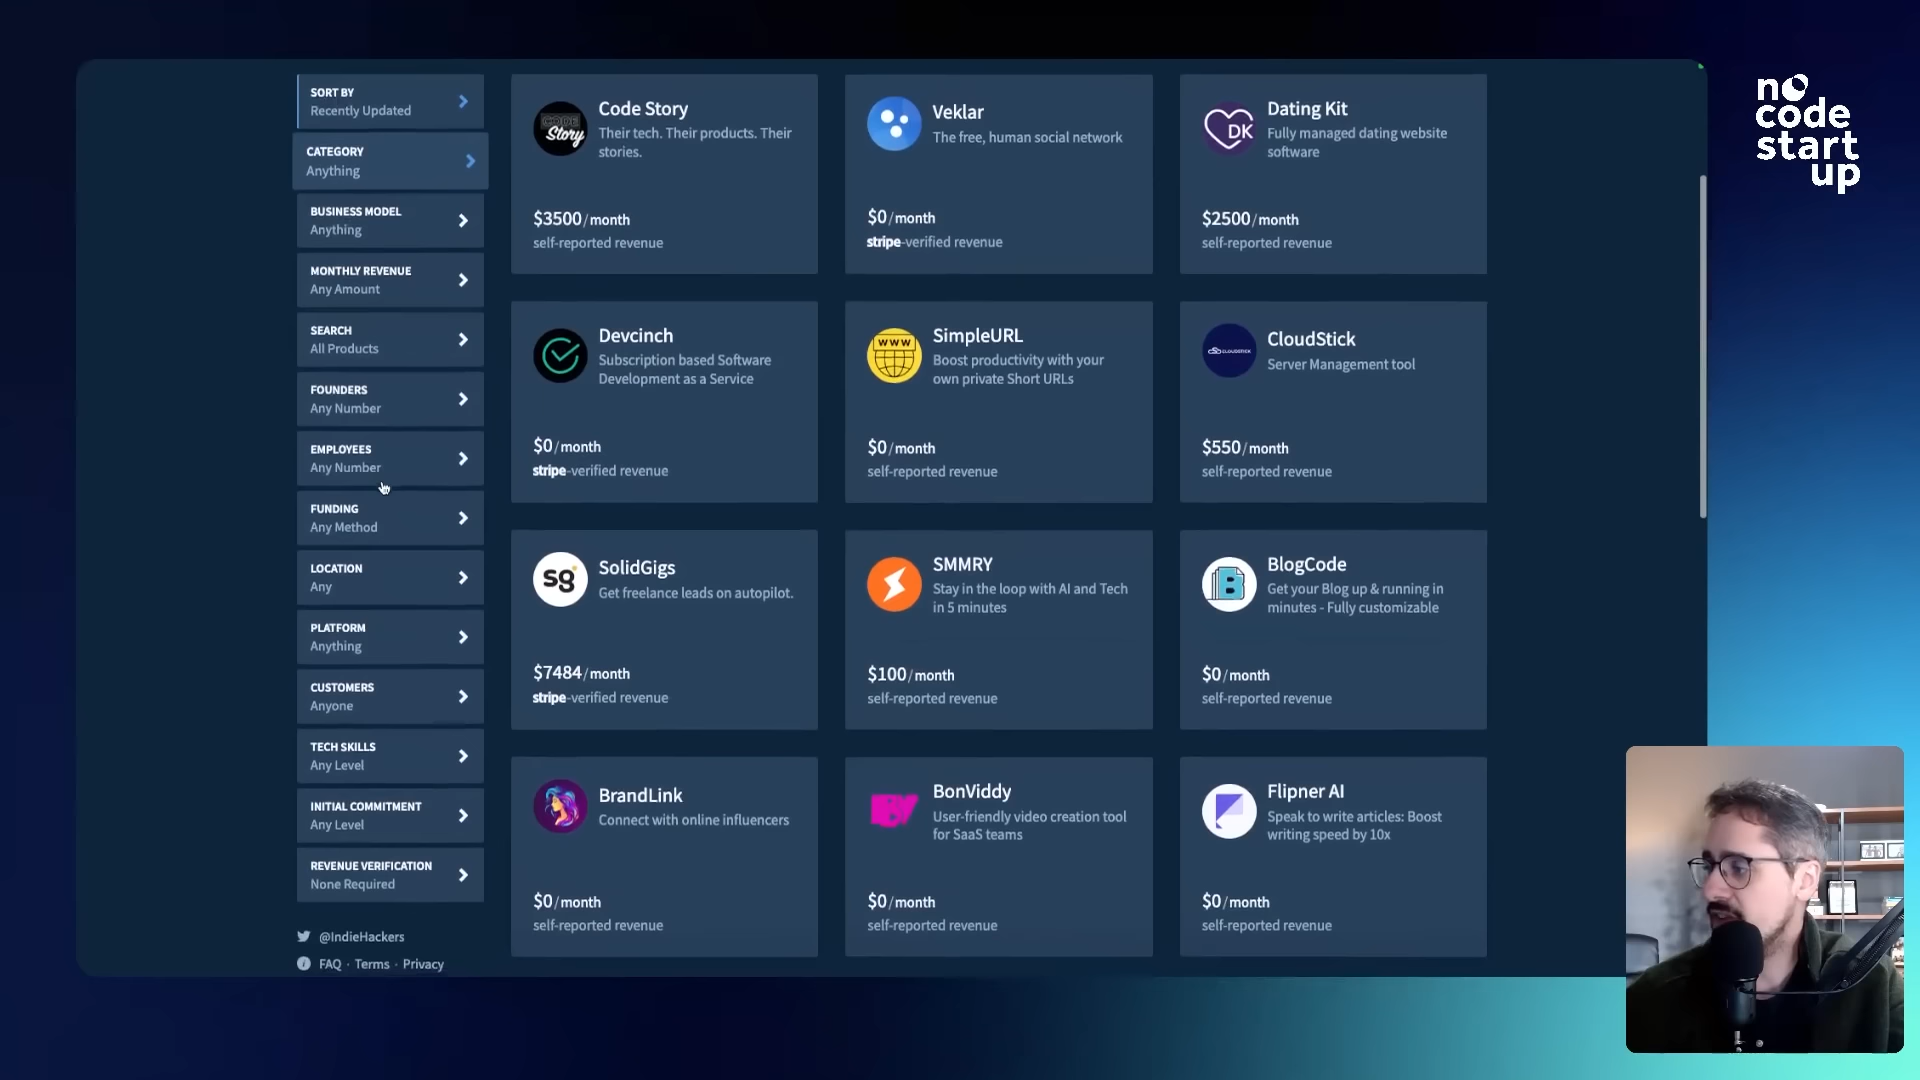 no
code
start
up
SORT BY
Recently Updated
CATEGORY
Anything
BUSINESS MODEL
Anything
MONTHLY REVENUE
Any Amount
SEARCH
All Products
FOUNDERS
Any Number
EMPLOYEES
Any Number
FUNDING
Any Method
LOCATION
Any
PLATFORM
Anything
CUSTOMERS
Anyone
TECH SKILLS
Any Level
INITIAL COMMITMENT
Any Level
REVENUE VERIFICATION
None Required
@IndieHackers
FAQ · Terms · Privacy
CODE
Story
Code Story
Their tech. Their products. Their
stories.
$3500/month
self-reported revenue
Veklar
The free, human social network
$0/month
stripe-verified revenue
DK
Dating Kit
Fully managed dating website
software
$2500/month
self-reported revenue
Devcinch
Subscription based Software
Development as a Service
$0/month
stripe-verified revenue
WWW
SimpleURL
Boost productivity with your
own private Short URLs
$0/month
self-reported revenue
CLOUDSTICK
CloudStick
Server Management tool
$550/month
self-reported revenue
sg
SolidGigs
Get freelance leads on autopilot.
$7484/month
stripe-verified revenue
SMMRY
Stay in the loop with AI and Tech
in 5 minutes
$100/month
self-reported revenue
B
BlogCode
Get your Blog up & running in
minutes - Fully customizable
$0/month
self-reported revenue
BrandLink
Connect with online influencers
$0/month
self-reported revenue
BV
BonViddy
User-friendly video creation tool
for SaaS teams
$0/month
self-reported revenue
Flipner AI
Speak to write articles: Boost
writing speed by 10x
$0/month
self-reported revenue